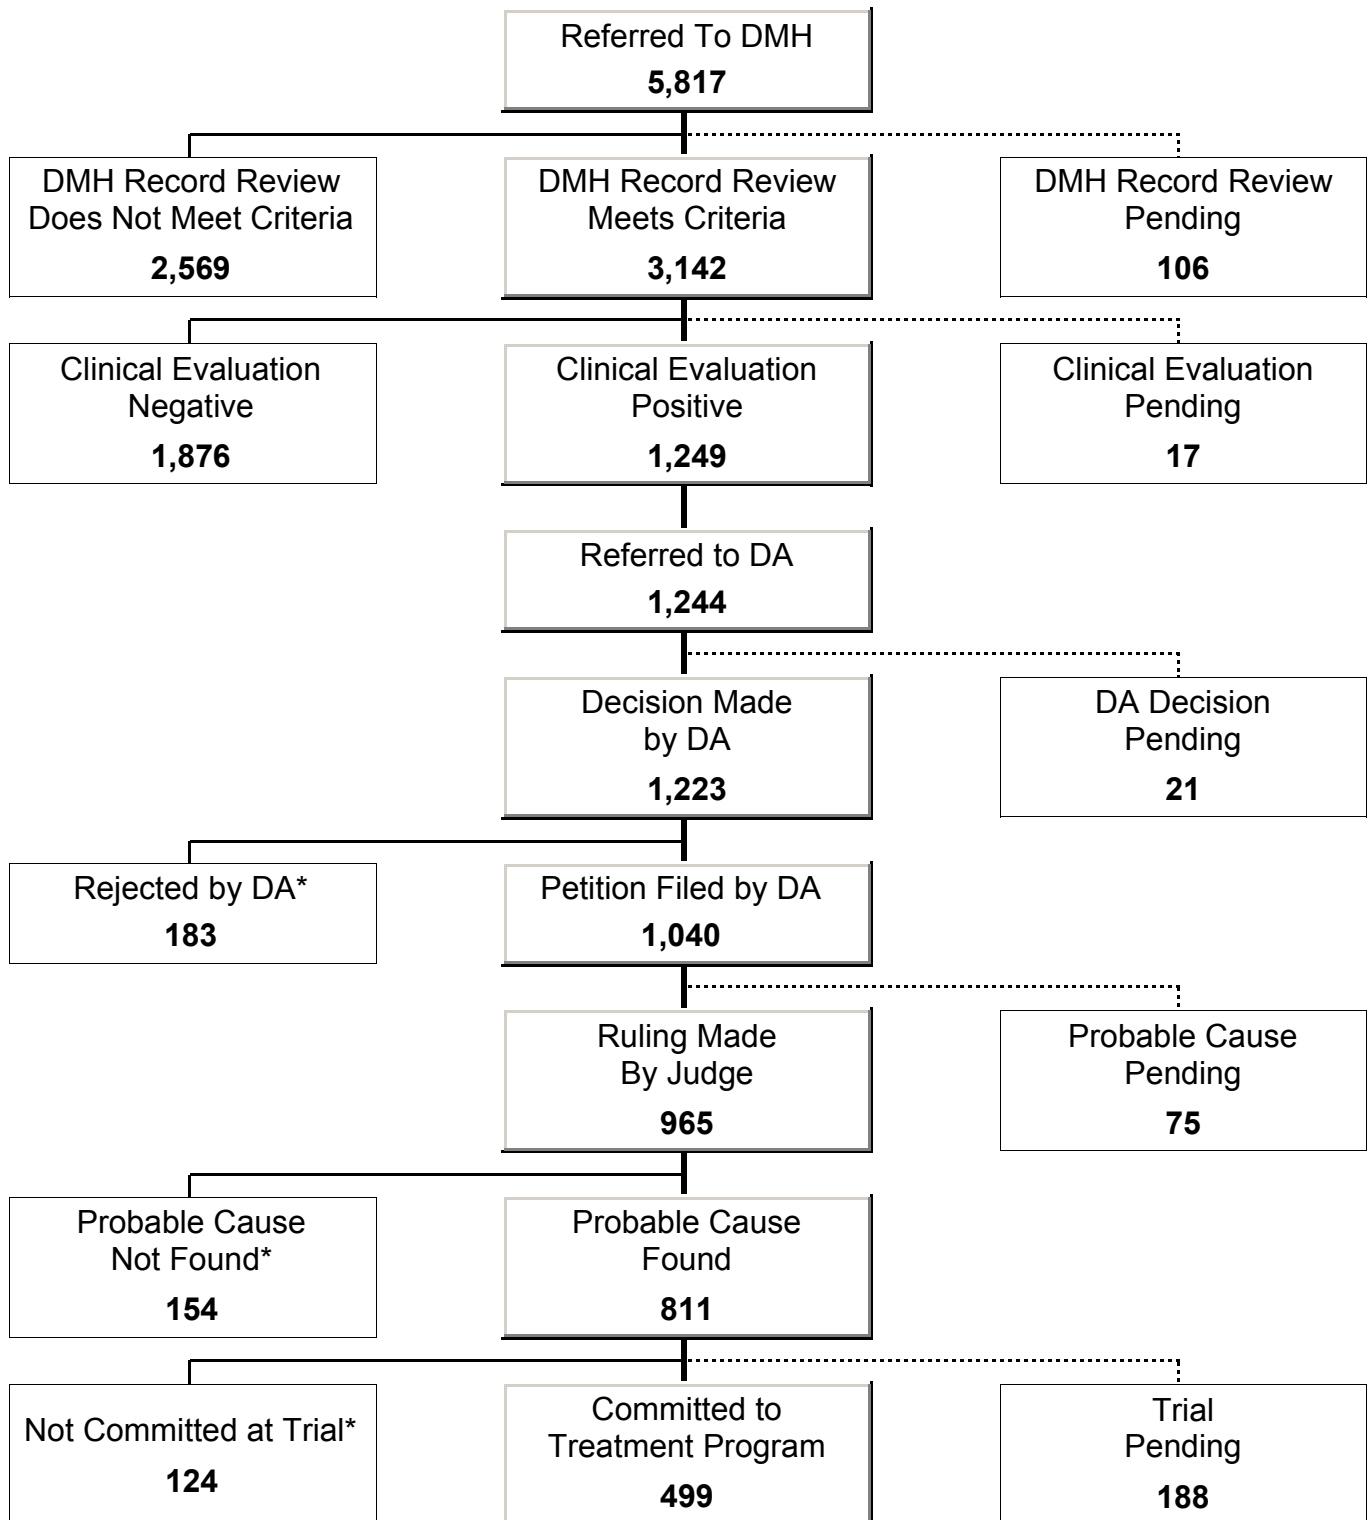 Referred To DMH
5,817
DMH Record Review
Does Not Meet Criteria
2,569
DMH Record Review
Meets Criteria
3,142
DMH Record Review
Pending
106
Clinical Evaluation
Negative
1,876
Clinical Evaluation
Positive
1,249
Clinical Evaluation
Pending
17
Referred to DA
1,244
Decision Made
by DA
1,223
DA Decision
Pending
21
Rejected by DA*
183
Petition Filed by DA
1,040
Ruling Made
By Judge
965
Probable Cause
Pending
75
Probable Cause
Not Found*
154
Probable Cause
Found
811
Not Committed at Trial*
124
Committed to
Treatment Program
499
Trial
Pending
188